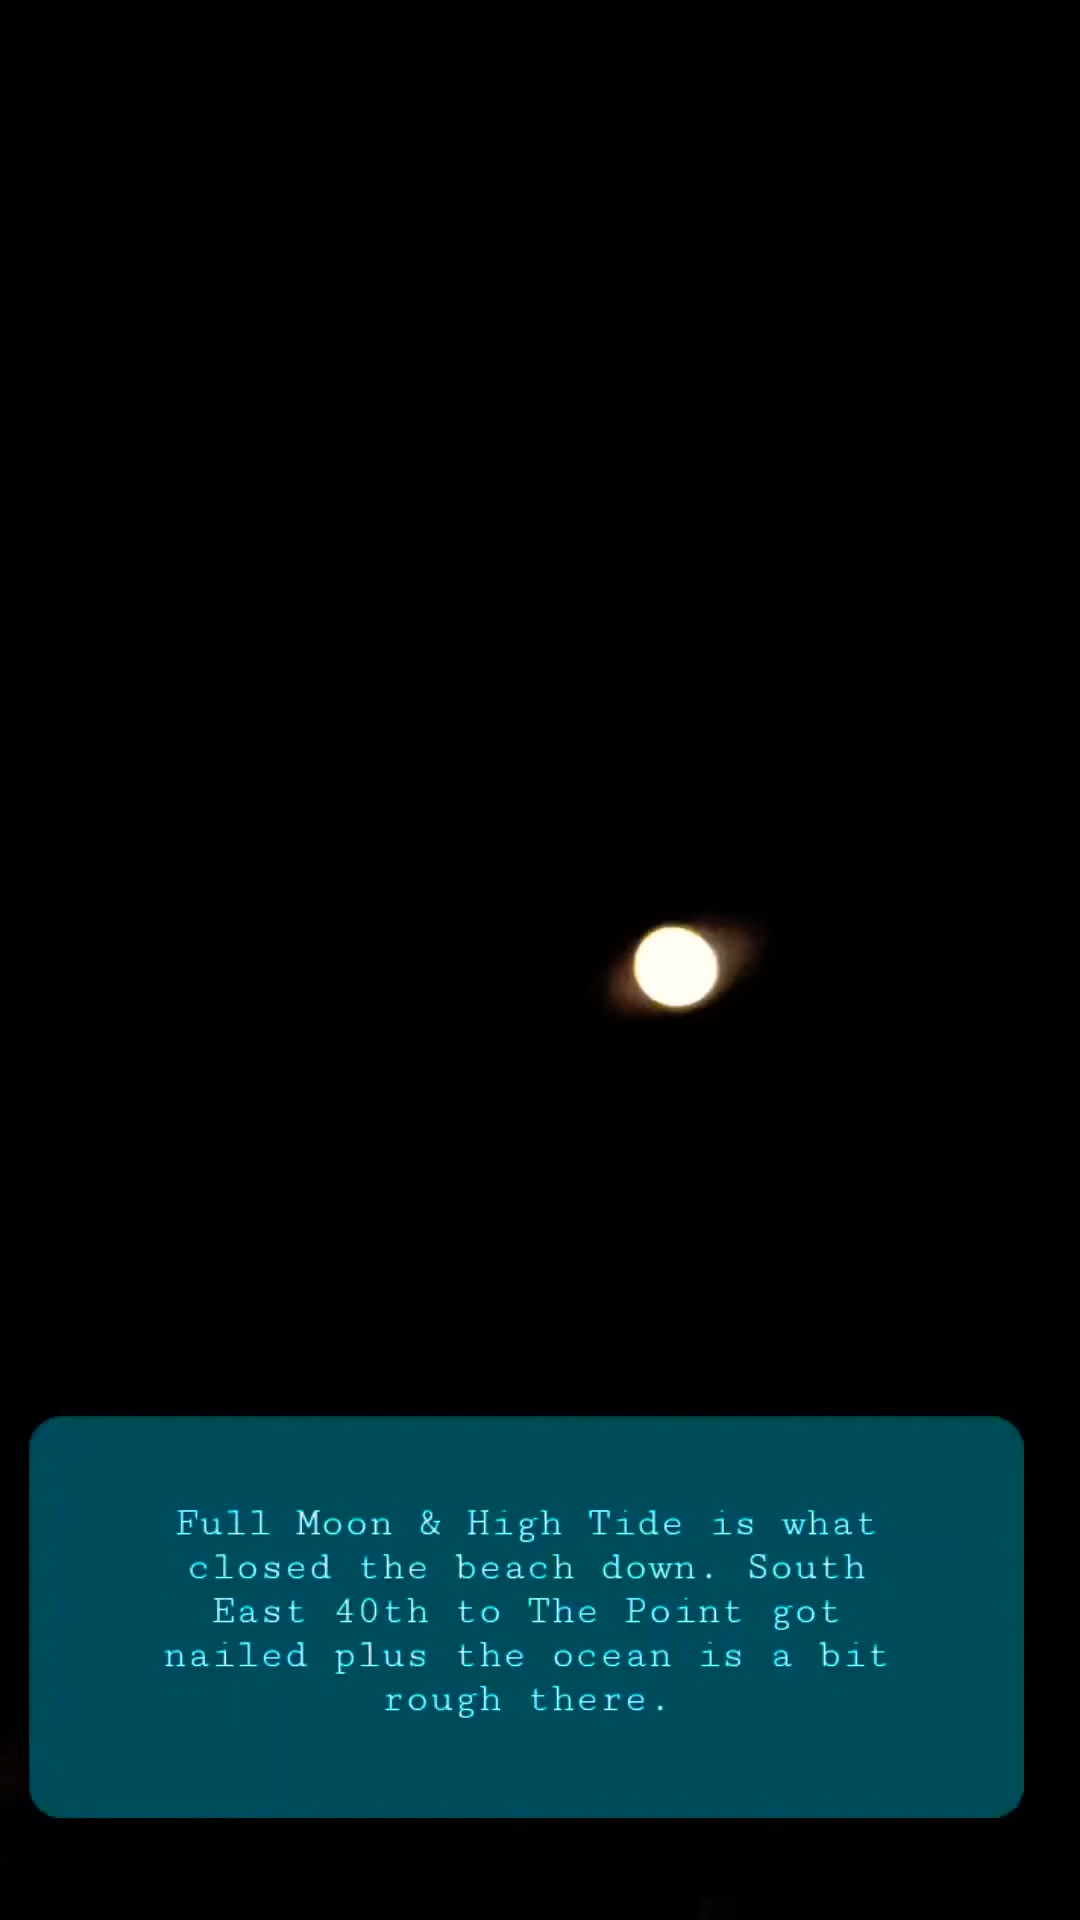 Full Moon & High Tide is what
closed the beach down. South
East 40th to The Point got
nailed plus the ocean is a bit
rough there.